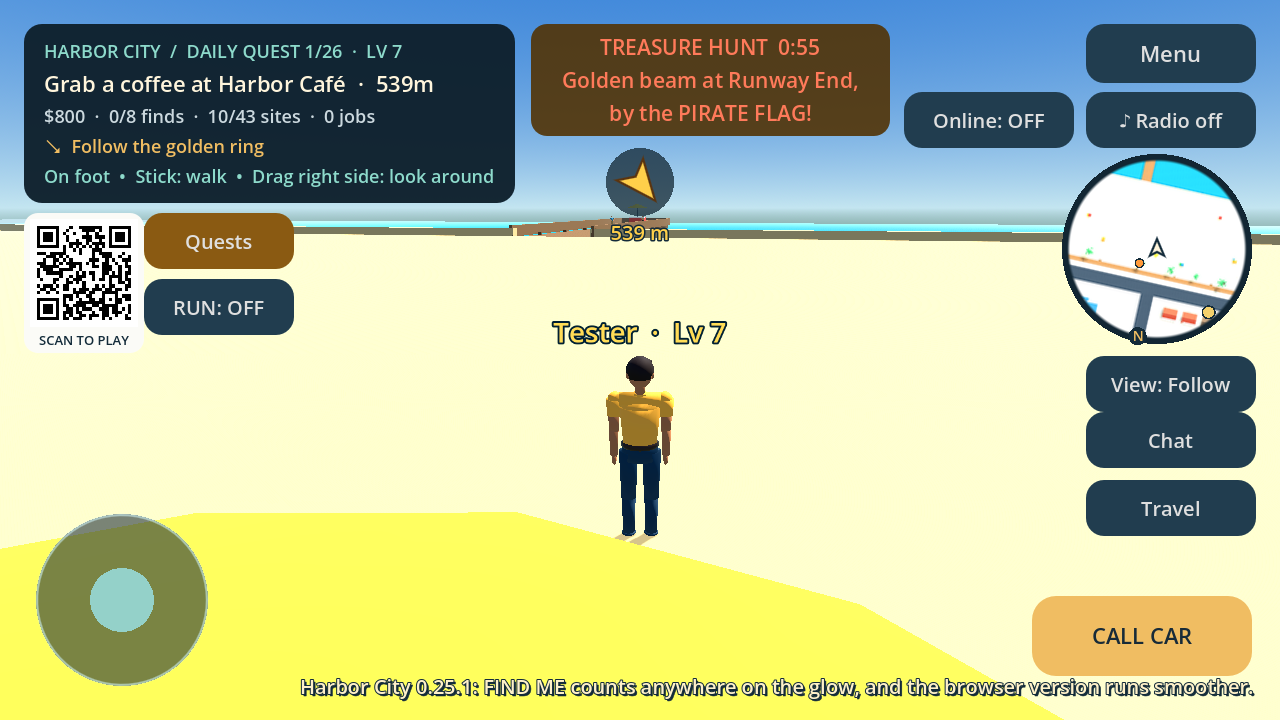 HARBOR CITY / DAILY QUEST 1/26 · LV 7
Grab a coffee at Harbor Café · 539m
$800 · 0/8 finds · 10/43 sites · 0 jobs
↘ Follow the golden ring
On foot • Stick: walk • Drag right side: look around
TREASURE HUNT 0:55
Golden beam at Runway End,
by the PIRATE FLAG!
Menu
Online: OFF
♪ Radio off
539 m
Quests
RUN: OFF
SCAN TO PLAY
N
Tester · Lv 7
View: Follow
Chat
Travel
CALL CAR
Harbor City 0.25.1: FIND ME counts anywhere on the glow, and the browser version runs smoother.